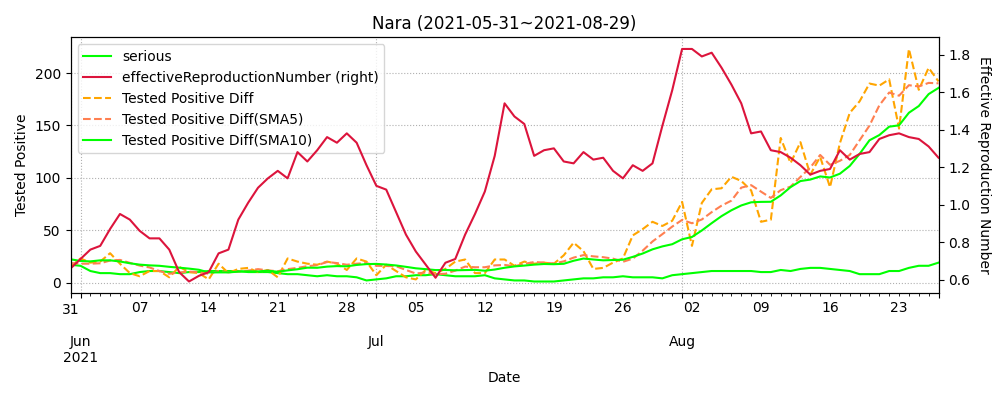 Nara (2021-05-31~2021-08-29)
serious
effectiveReproductionNumber (right)
Tested Positive Diff
Tested Positive Diff(SMA5)
Tested Positive Diff(SMA10)
Tested Positive
200
150
100
50
0
1.8
1.6
1.4
1.2
1.0
0.8
0.6
Effective Reproduction Number
31 07 14 21 28 05 12 19 26 02 09 16 23
Jun Jul Aug
2021
Date